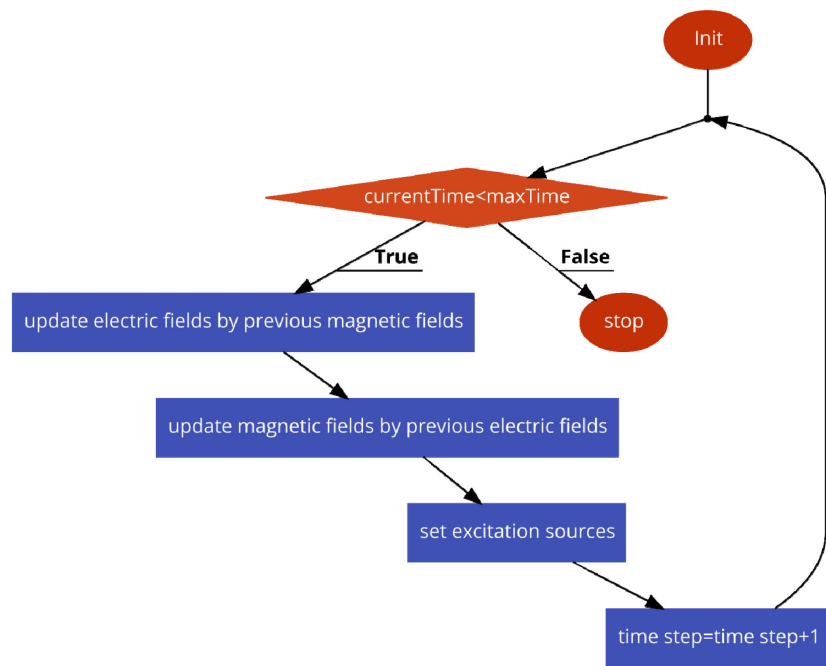 Init
currentTime<maxTime
True
False
update electric fields by previous magnetic fields
stop
update magnetic fields by previous electric fields
set excitation sources
time step=time step+1